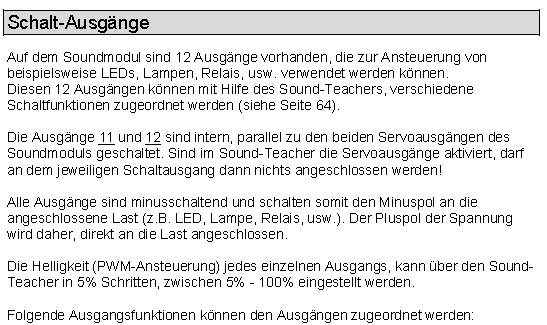 Schalt-Ausgänge
Auf dem Soundmodul sind 12 Ausgänge vorhanden, die zur Ansteuerung von
beispielsweise LEDs, Lampen, Relais, usw. verwendet werden können.
Diesen 12 Ausgängen können mit Hilfe des Sound-Teachers, verschiedene
Schaltfunktionen zugeordnet werden (siehe Seite 64).
Die Ausgänge 11 und 12 sind intern, parallel zu den beiden Servoausgängen des
Soundmoduls geschaltet. Sind im Sound-Teacher die Servoausgänge aktiviert, darf
an dem jeweiligen Schaltausgang dann nichts angeschlossen werden!
Alle Ausgänge sind minusschaltend und schalten somit den Minuspol an die
angeschlossene Last (z.B. LED, Lampe, Relais, usw.). Der Pluspol der Spannung
wird daher, direkt an die Last angeschlossen.
Die Helligkeit (PWM-Ansteuerung) jedes einzelnen Ausgangs, kann über den Sound-
Teacher in 5% Schritten, zwischen 5% - 100% eingestellt werden.
Folgende Ausgangsfunktionen können den Ausgängen zugeordnet werden: